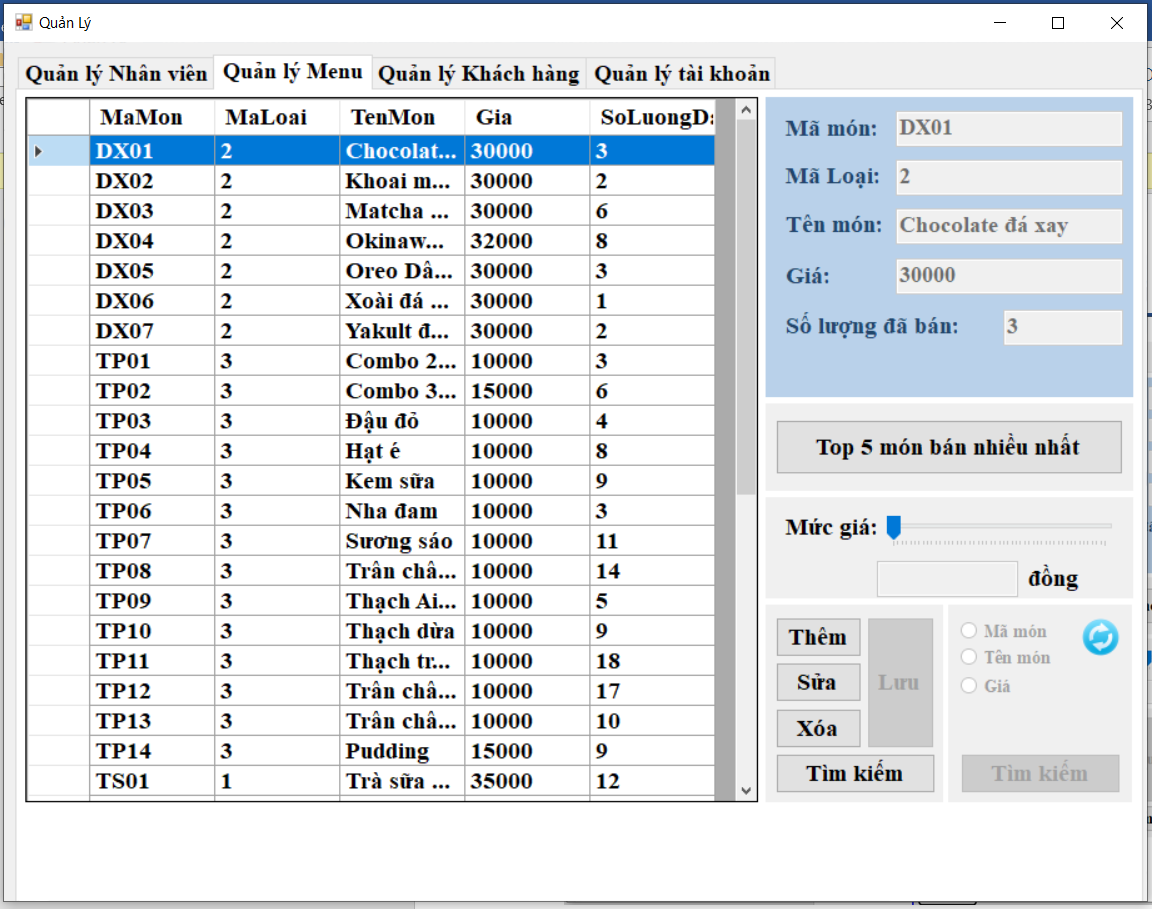 Quản Lý
Quản lý Nhân viên Quản lý Menu Quản lý Khách hàng Quản lý tài khoản
MaMon MaLoai TenMon Gia SoLuongDa
DX01 2 Chocolat... 30000 3
DX02 2 Khoai m... 30000 2
DX03 2 Matcha ... 30000 6
DX04 2 Okinaw... 32000 8
DX05 2 Oreo Dâ... 30000 3
DX06 2 Xoài đá ... 30000 1
DX07 2 Yakult đ... 30000 2
TP01 3 Combo 2... 10000 3
TP02 3 Combo 3... 15000 6
TP03 3 Đậu đỏ 10000 4
TP04 3 Hạt é 10000 8
TP05 3 Kem sữa 10000 9
TP06 3 Nha đam 10000 3
TP07 3 Sương sáo 10000 11
TP08 3 Trân châ... 10000 14
TP09 3 Thạch Ai... 10000 5
TP10 3 Thạch dừa 10000 9
TP11 3 Thạch tr... 10000 18
TP12 3 Trân châ... 10000 17
TP13 3 Trân châ... 10000 10
TP14 3 Pudding 15000 9
TS01 1 Trà sữa ... 35000 12
Mã món: DX01
Mã Loại: 2
Tên món: Chocolate đá xay
Giá: 30000
Số lượng đã bán: 3
Top 5 món bán nhiều nhất
Mức giá:
đồng
Thêm
Sửa
Xóa
Lưu
Tìm kiếm
Mã món
Tên món
Giá
Tìm kiếm